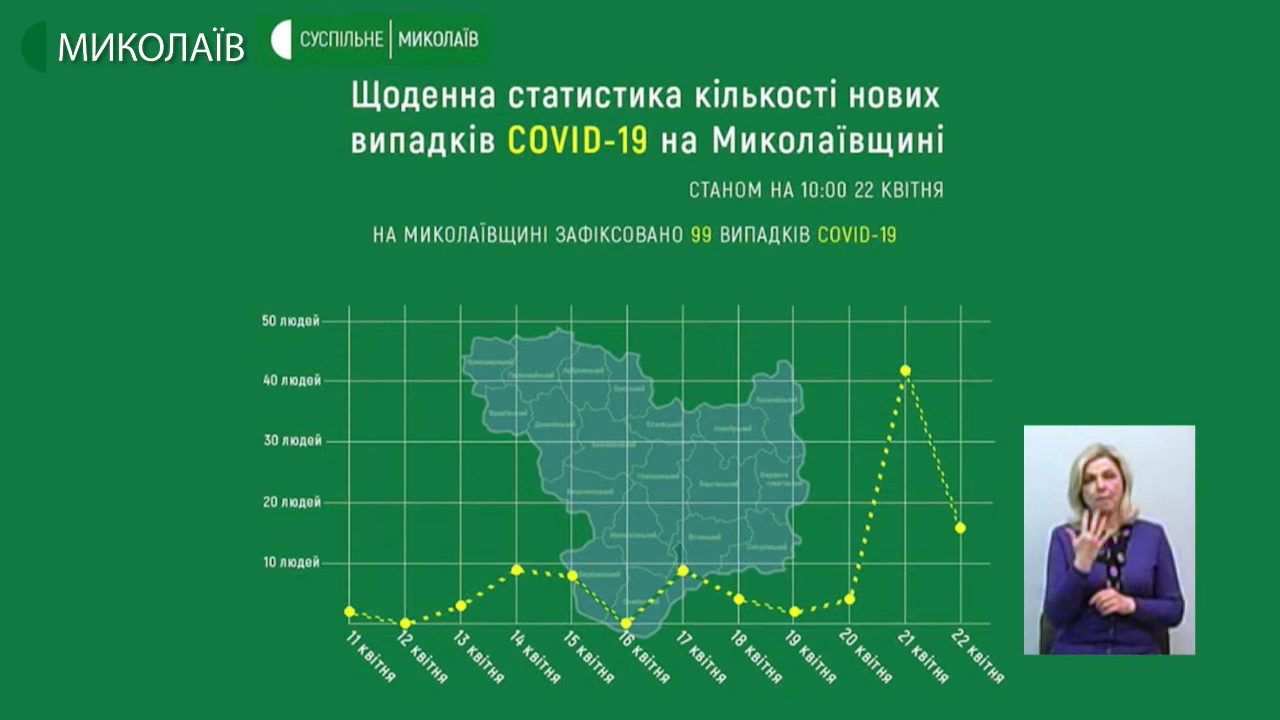 МИКОЛАЇВ
СУСПІЛЬНЕ | МИКОЛАЇВ
Щоденна статистика кількості нових
випадків COVID-19 на Миколаївщині
СТАНОМ НА 10:00 22 КВІТНЯ
НА МИКОЛАЇВЩИНІ ЗАФІКСОВАНО 99 ВИПАДКІВ COVID-19
50 людей
40 людей
30 людей
20 людей
10 людей
11 квітня
12 квітня
13 квітня
14 квітня
15 квітня
16 квітня
17 квітня
18 квітня
19 квітня
20 квітня
21 квітня
22 квітня